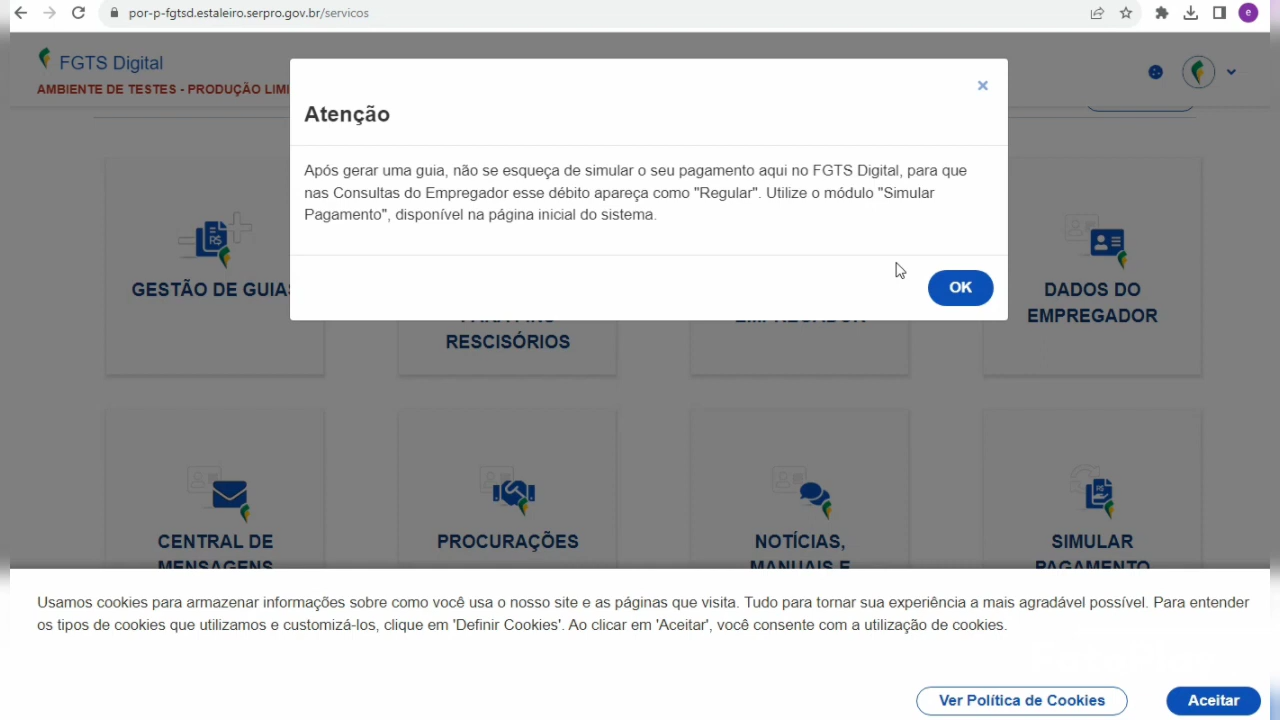 por-p-fgtsd.estaleiro.serpro.gov.br/servicos
e
FGTS Digital
AMBIENTE DE TESTES - PRODUÇÃO
Atenção
×
Após gerar uma guia, não se esqueça de simular o seu pagamento aqui no FGTS Digital, para que
nas Consultas do Empregador esse débito apareça como "Regular". Utilize o módulo "Simular
Pagamento", disponível na página inicial do sistema.
OK
R$
GESTÃO DE GUIAS
RESCISÓRIOS
EMPREGADOR
DADOS DO
EMPREGADOR
CENTRAL DE
MENSAGENS
PROCURAÇÕES
NOTÍCIAS,
MANUAIS E
R$
SIMULAR
PAGAMENTO
Usamos cookies para armazenar informações sobre como você usa o nosso site e as páginas que visita. Tudo para tornar sua experiência a mais agradável possível. Para entender
os tipos de cookies que utilizamos e customizá-los, clique em 'Definir Cookies'. Ao clicar em 'Aceitar', você consente com a utilização de cookies.
Ver Política de Cookies
Aceitar